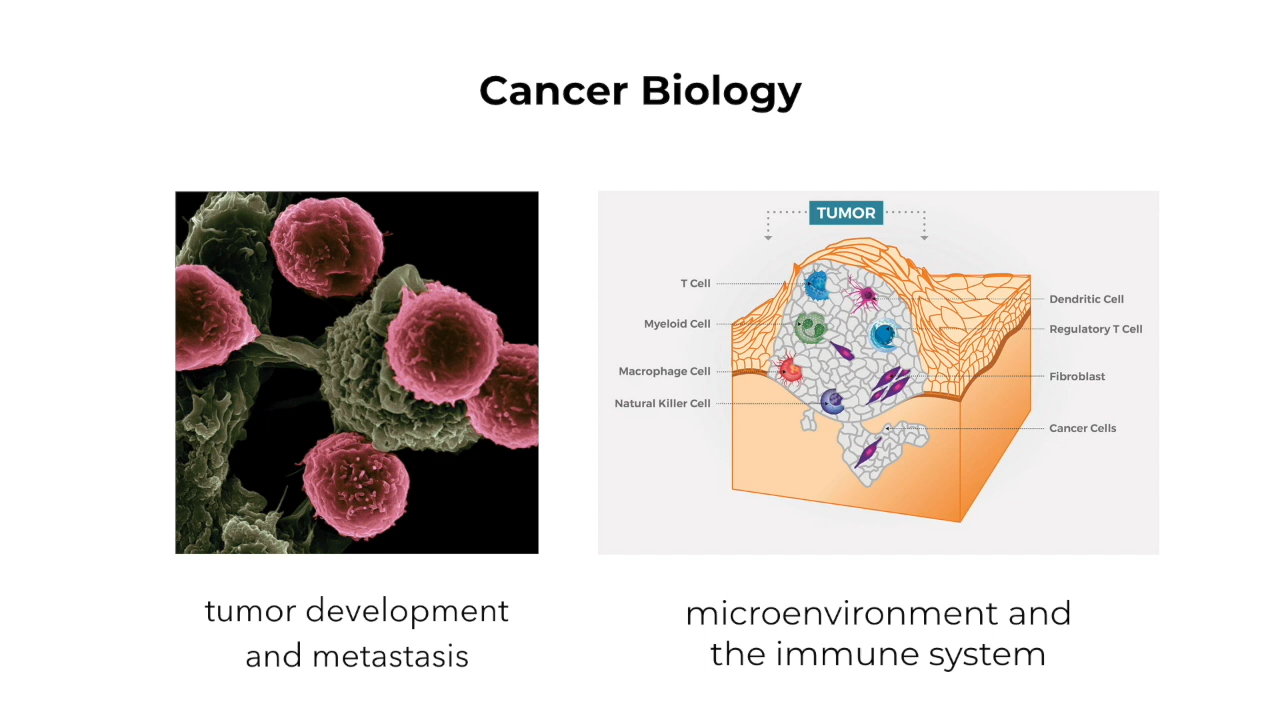 Cancer Biology
TUMOR
T Cell
Myeloid Cell
Macrophage Cell
Natural Killer Cell
Dendritic Cell
Regulatory T Cell
Fibroblast
Cancer Cells
tumor development
and metastasis
microenvironment and
the immune system